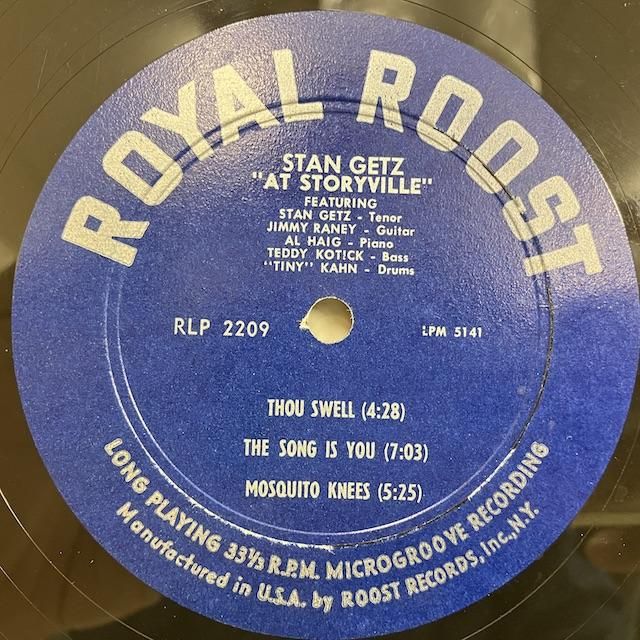 ROYAL ROOST
STAN GETZ
"AT STORYVILLE"
FEATURING
STAN GETZ - Tenor
JIMMY RANEY - Guitar
AL HAIG - Piano
TEDDY KOTICK - Bass
"TINY" KAHN - Drums
RLP 2209
LPM 5141
THOU SWELL (4:28)
THE SONG IS YOU (7:03)
MOSQUITO KNEES (5:25)
LONG PLAYING 33⅓ R.P.M. MICROGROOVE RECORDING
Manufactured in U.S.A. by ROOST RECORDS, Inc., N.Y.